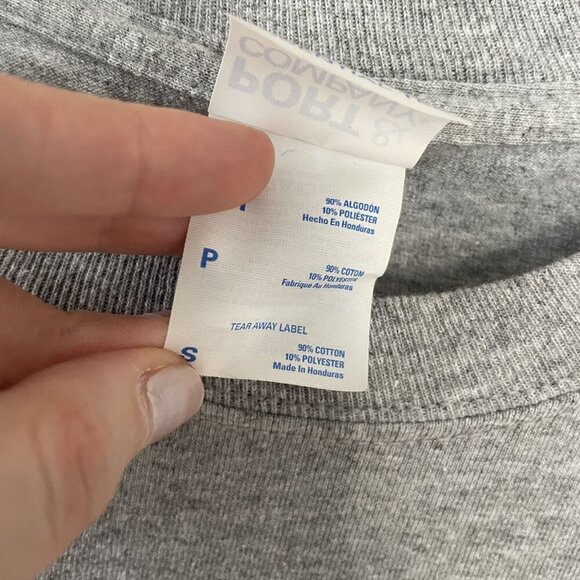 PORT &
COMPANY
90% ALGODÓN
10% POLIÉSTER
Hecho En Honduras
P
90% COTON
10% POLYESTER
Fabrique Au Honduras
TEAR AWAY LABEL
S
90% COTTON
10% POLYESTER
Made In Honduras